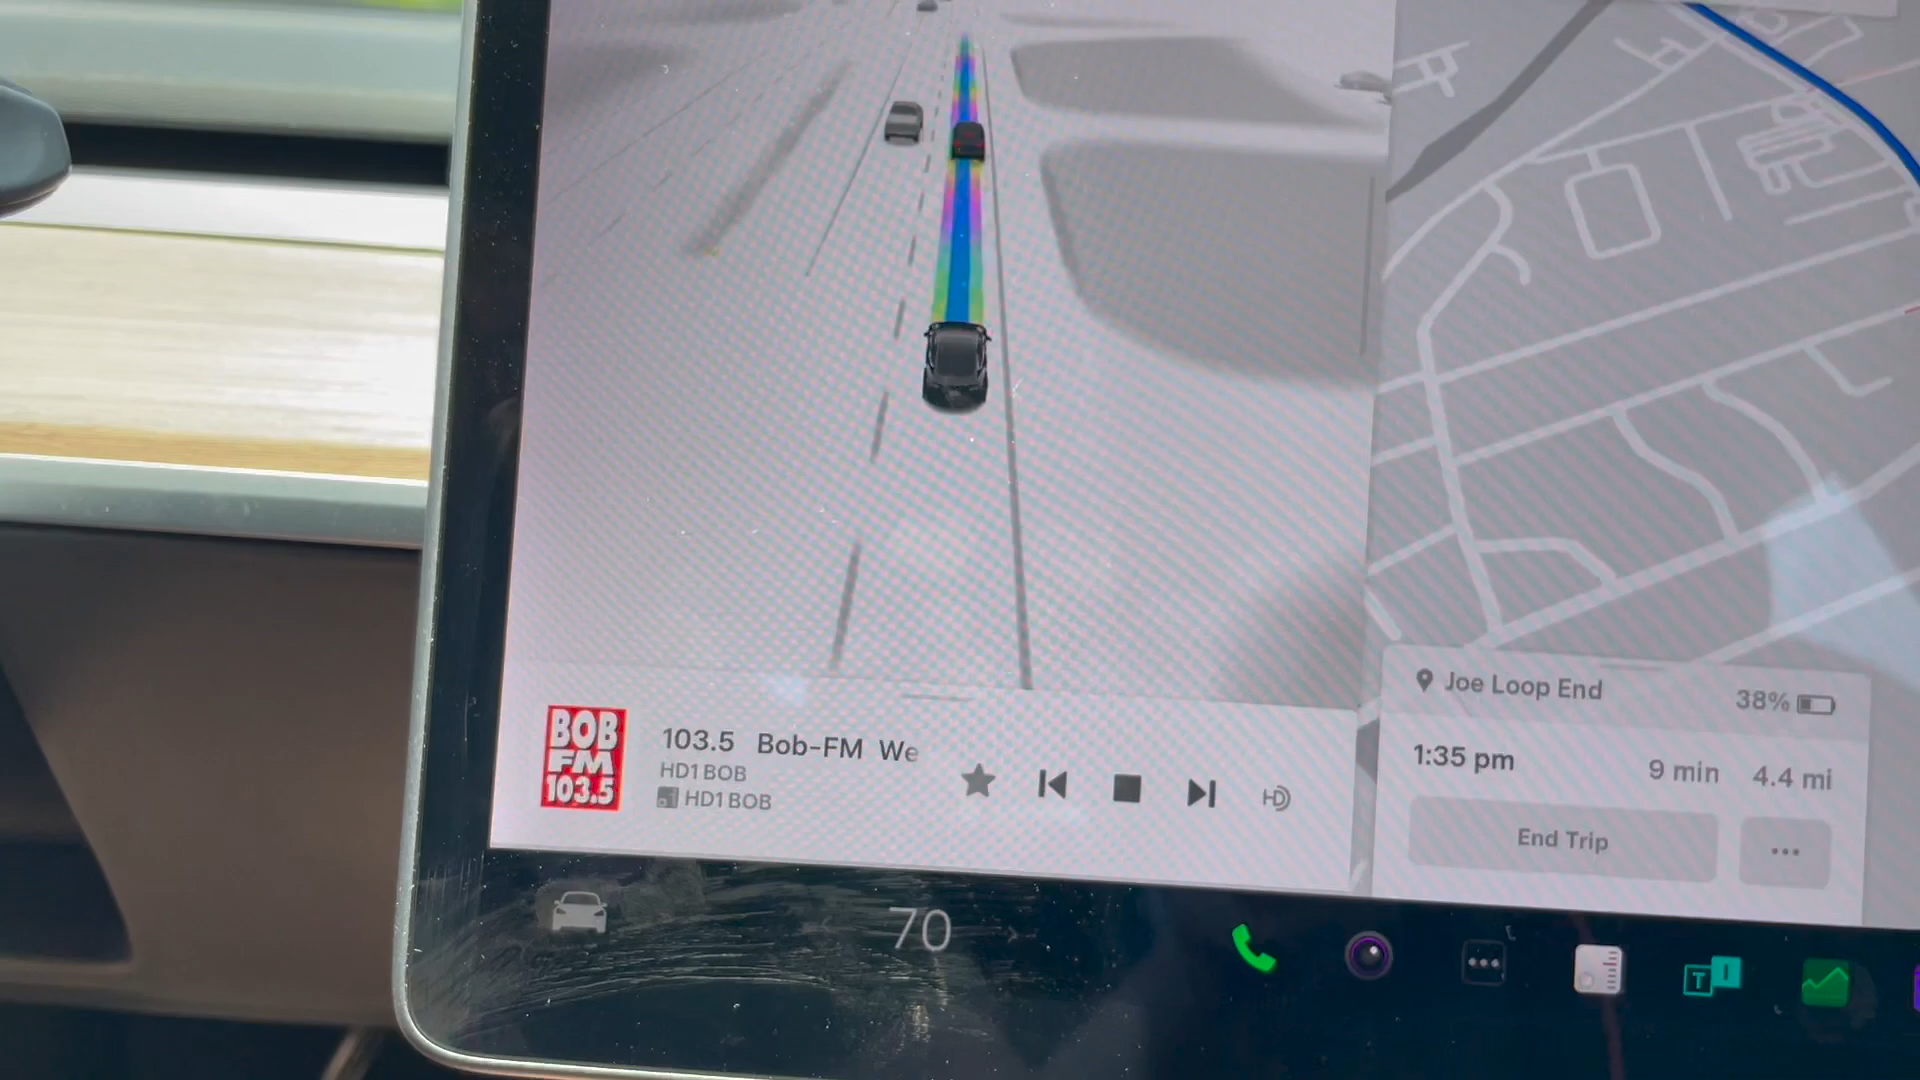 BOB
FM
103.5
103.5 Bob-FM We
HD1 BOB
HD1 BOB
HD
Joe Loop End
38%
1:35 pm
9 min
4.4 mi
End Trip
70
T
I